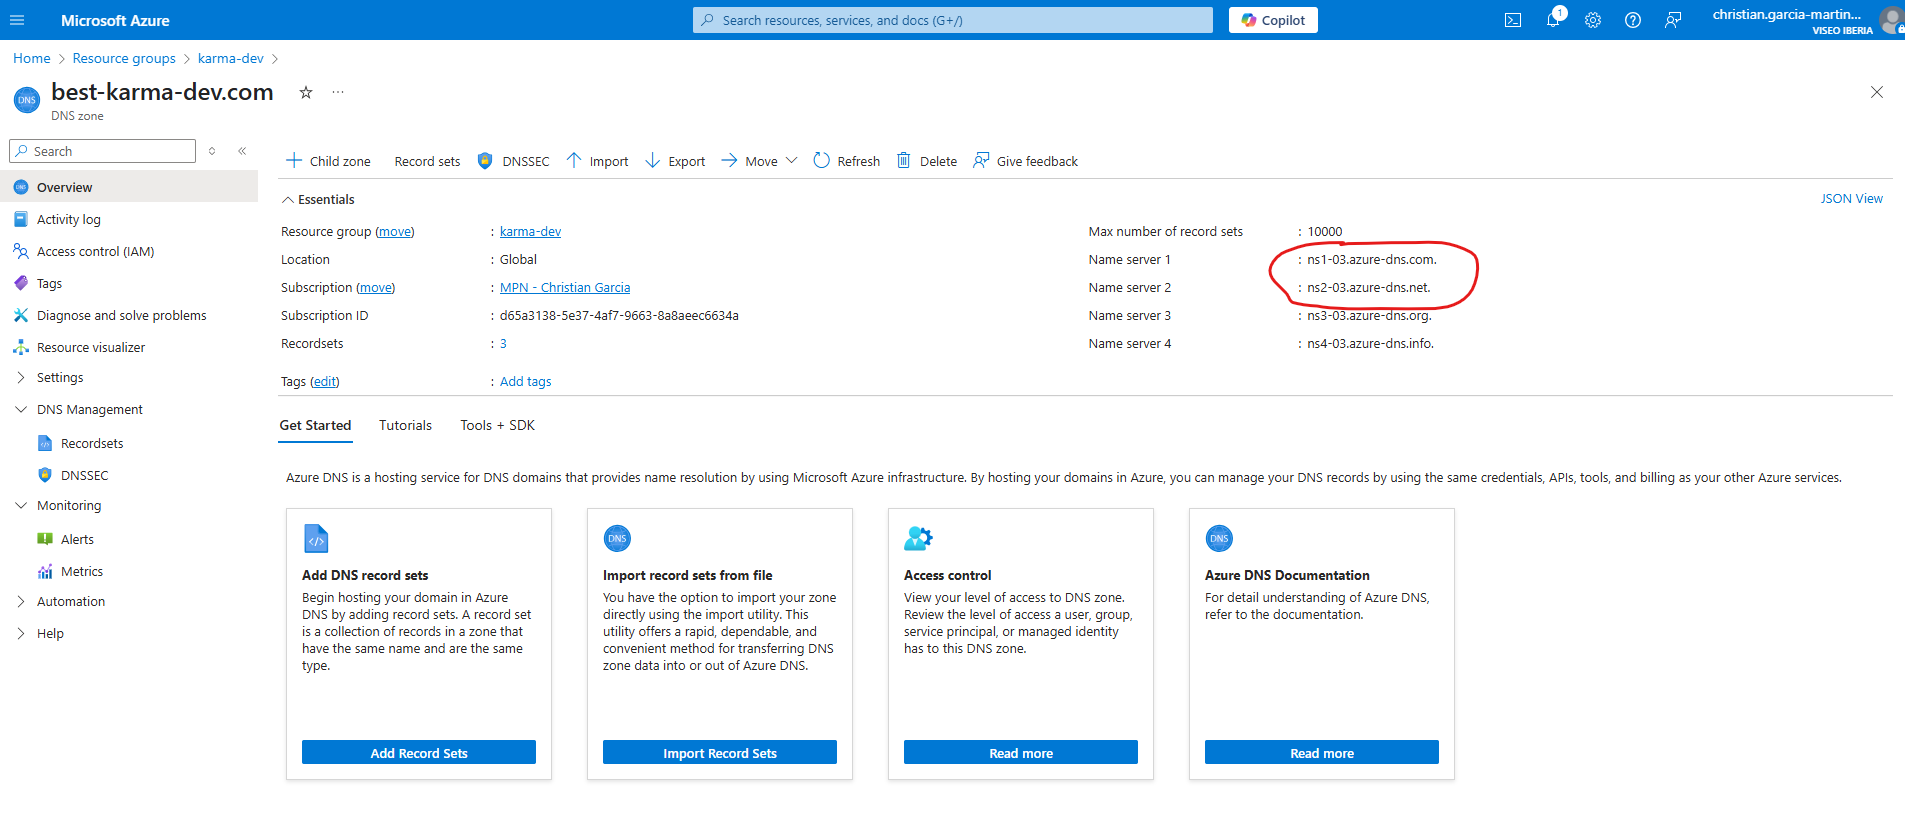 Microsoft Azure
Search resources, services, and docs (G+/)
Copilot
1
christian.garcia-martin...
VISEO IBERIA
Home > Resource groups > karma-dev >
DNS
best-karma-dev.com
...
DNS zone
Search
Child zone
Record sets
DNSSEC
Import
Export
Move
Refresh
Delete
Give feedback
Overview
Activity log
Access control (IAM)
Tags
Diagnose and solve problems
Resource visualizer
Settings
DNS Management
Recordsets
DNSSEC
Monitoring
Alerts
Metrics
Automation
Help
Essentials
JSON View
Resource group (move) : karma-dev
Location : Global
Subscription (move) : MPN - Christian Garcia
Subscription ID : d65a3138-5e37-4af7-9663-8a8aeec6634a
Recordsets : 3
Tags (edit) : Add tags
Max number of record sets : 10000
Name server 1 : ns1-03.azure-dns.com.
Name server 2 : ns2-03.azure-dns.net.
Name server 3 : ns3-03.azure-dns.org.
Name server 4 : ns4-03.azure-dns.info.
Get Started
Tutorials
Tools + SDK
Azure DNS is a hosting service for DNS domains that provides name resolution by using Microsoft Azure infrastructure. By hosting your domains in Azure, you can manage your DNS records by using the same credentials, APIs, tools, and billing as your other Azure services.
Add DNS record sets
Begin hosting your domain in Azure
DNS by adding record sets. A record set
is a collection of records in a zone that
have the same name and are the same
type.
Add Record Sets
DNS
Import record sets from file
You have the option to import your zone
directly using the import utility. This
utility offers a rapid, dependable, and
convenient method for transferring DNS
zone data into or out of Azure DNS.
Import Record Sets
Access control
View your level of access to DNS zone.
Review the level of access a user, group,
service principal, or managed identity
has to this DNS zone.
Read more
DNS
Azure DNS Documentation
For detail understanding of Azure DNS,
refer to the documentation.
Read more